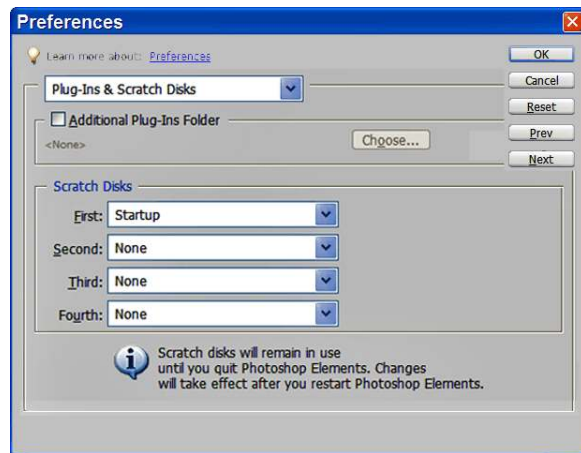 Preferences
Learn more about: Preferences
OK
Plug-Ins & Scratch Disks
Cancel
Additional Plug-Ins Folder
Reset
<None>
Choose...
Prev
Next
Scratch Disks
First: Startup
Second: None
Third: None
Fourth: None
Scratch disks will remain in use
until you quit Photoshop Elements. Changes
will take effect after you restart Photoshop Elements.